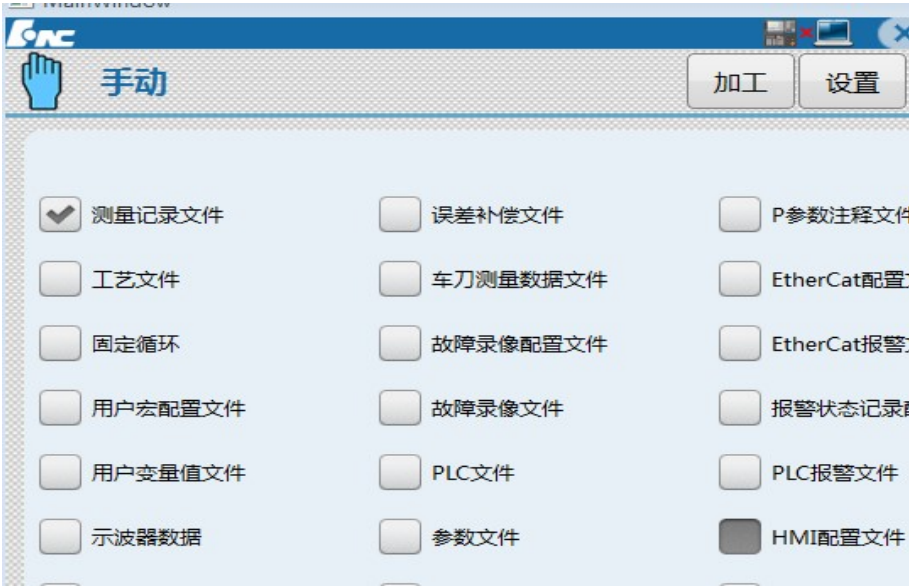 MainWindow
手动
加工
设置
测量记录文件
误差补偿文件
P参数注释文件
工艺文件
车刀测量数据文件
EtherCat配置
固定循环
故障录像配置文件
EtherCat报警
用户宏配置文件
故障录像文件
报警状态记录
用户变量值文件
PLC文件
PLC报警文件
示波器数据
参数文件
HMI配置文件